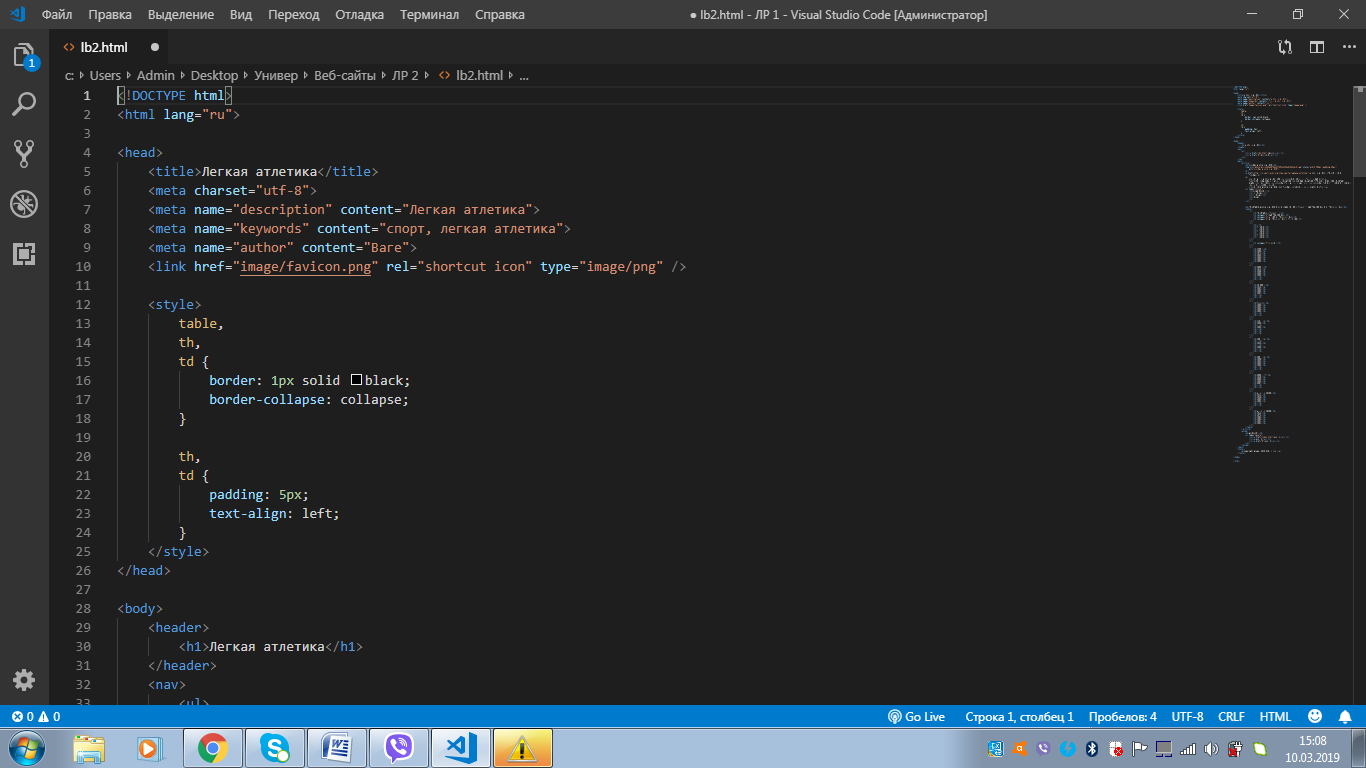 Файл Правка Выделение Вид Переход Отладка Терминал Справка ● lb2.html - ЛР 1 - Visual Studio Code [Администратор]
<> lb2.html ●
1
c: Users Admin Desktop Универ Веб-сайты ЛР 2 <> lb2.html ...
1 <!DOCTYPE html>
2 <html lang="ru">
3
4 <head>
5 <title>Легкая атлетика</title>
6 <meta charset="utf-8">
7 <meta name="description" content="Легкая атлетика">
8 <meta name="keywords" content="спорт, легкая атлетика">
9 <meta name="author" content="Bare">
10 <link href="image/favicon.png" rel="shortcut icon" type="image/png" />
11
12 <style>
13 table,
14 th,
15 td {
16 border: 1px solid black;
17 border-collapse: collapse;
18 }
19
20 th,
21 td {
22 padding: 5px;
23 text-align: left;
24 }
25 </style>
26 </head>
27
28 <body>
29 <header>
30 <h1>Легкая атлетика</h1>
31 </header>
32 <nav>
33 <ul>
0 0 Go Live Строка 1, столбец 1 Пробелов: 4 UTF-8 CRLF HTML
15:08
10.03.2019